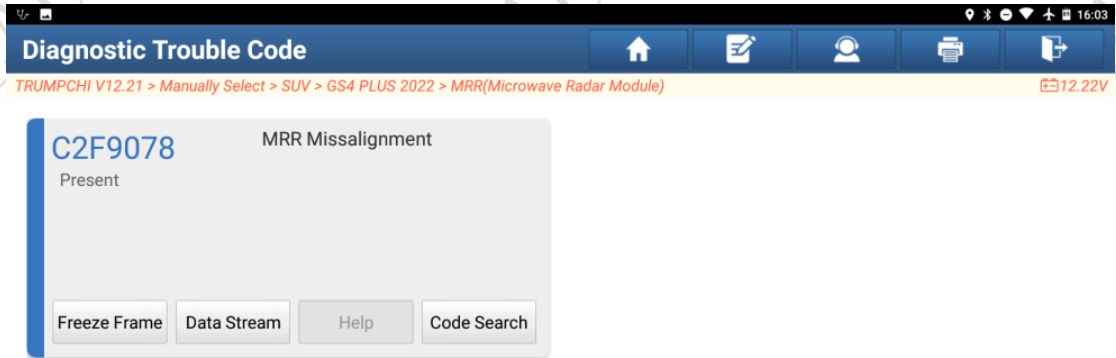 16:03
Diagnostic Trouble Code
TRUMPCHI V12.21 > Manually Select > SUV > GS4 PLUS 2022 > MRR(Microwave Radar Module)
12.22V
C2F9078
MRR Missalignment
Present
Freeze Frame
Data Stream
Help
Code Search